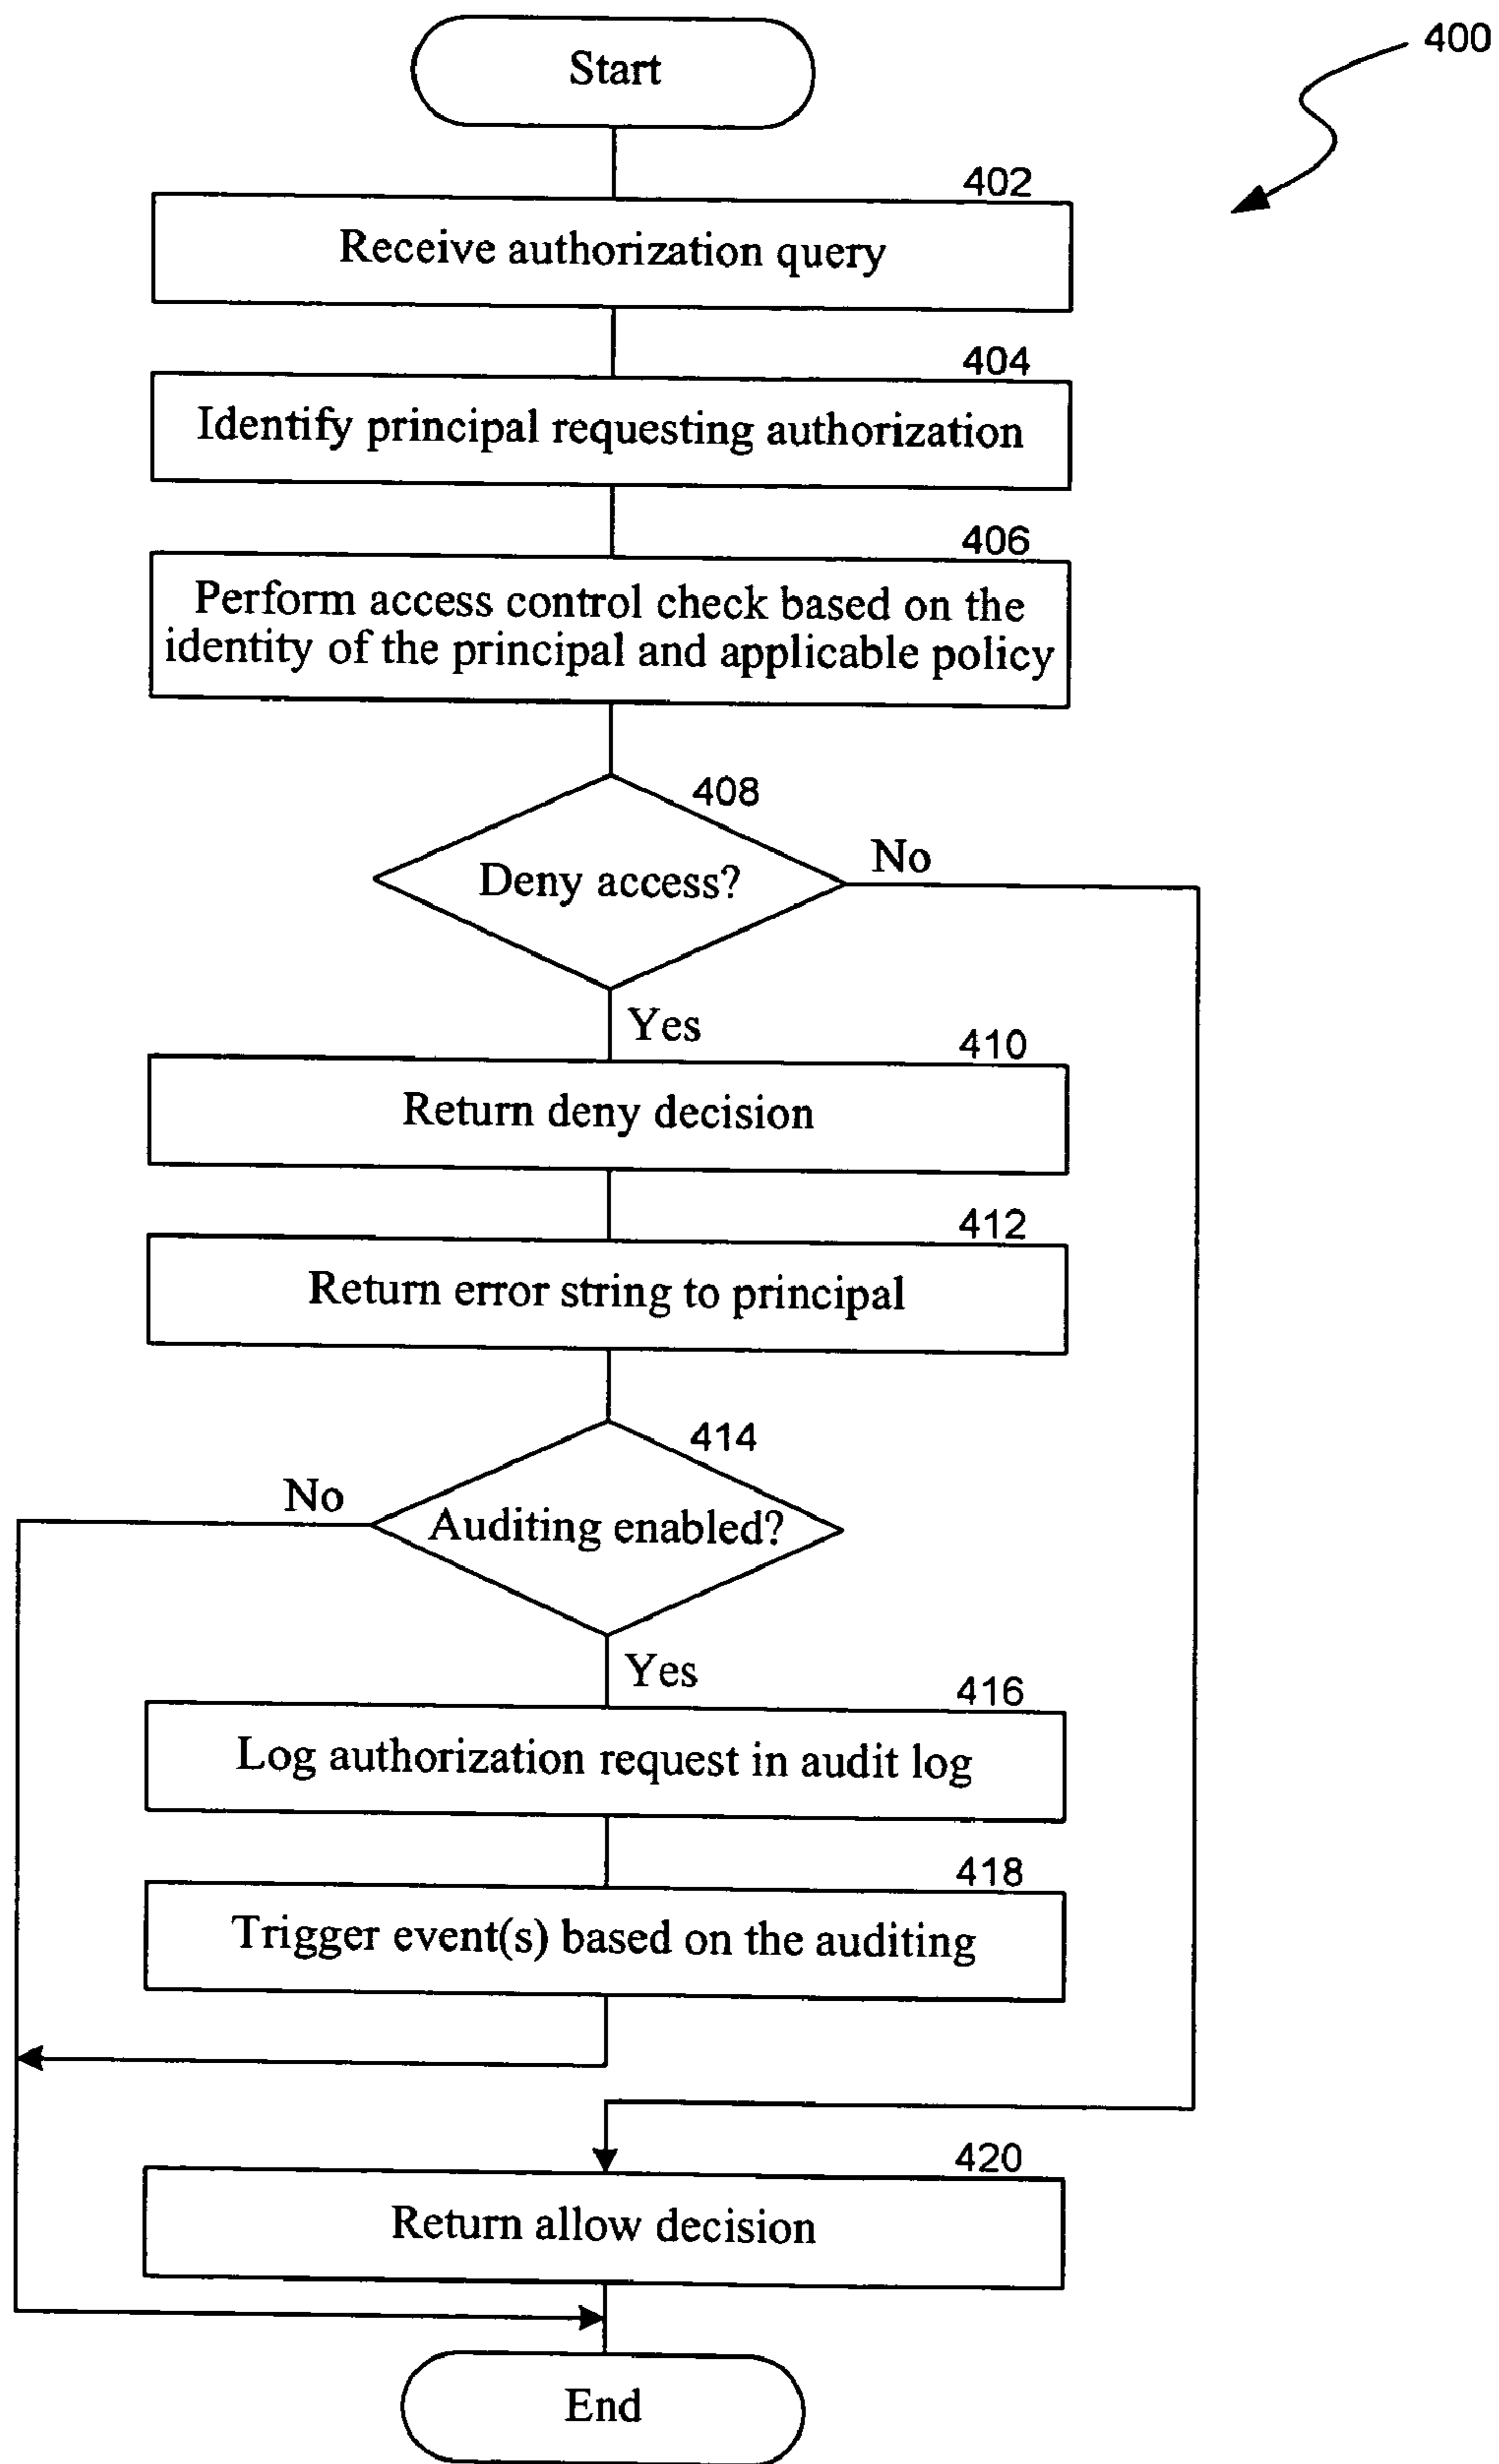 Start
400
402
Receive authorization query
404
Identify principal requesting authorization
406
Perform access control check based on the
identity of the principal and applicable policy
408
Deny access?
No
Yes
410
Return deny decision
412
Return error string to principal
414
No
Auditing enabled?
Yes
416
Log authorization request in audit log
418
Trigger event(s) based on the auditing
420
Return allow decision
End